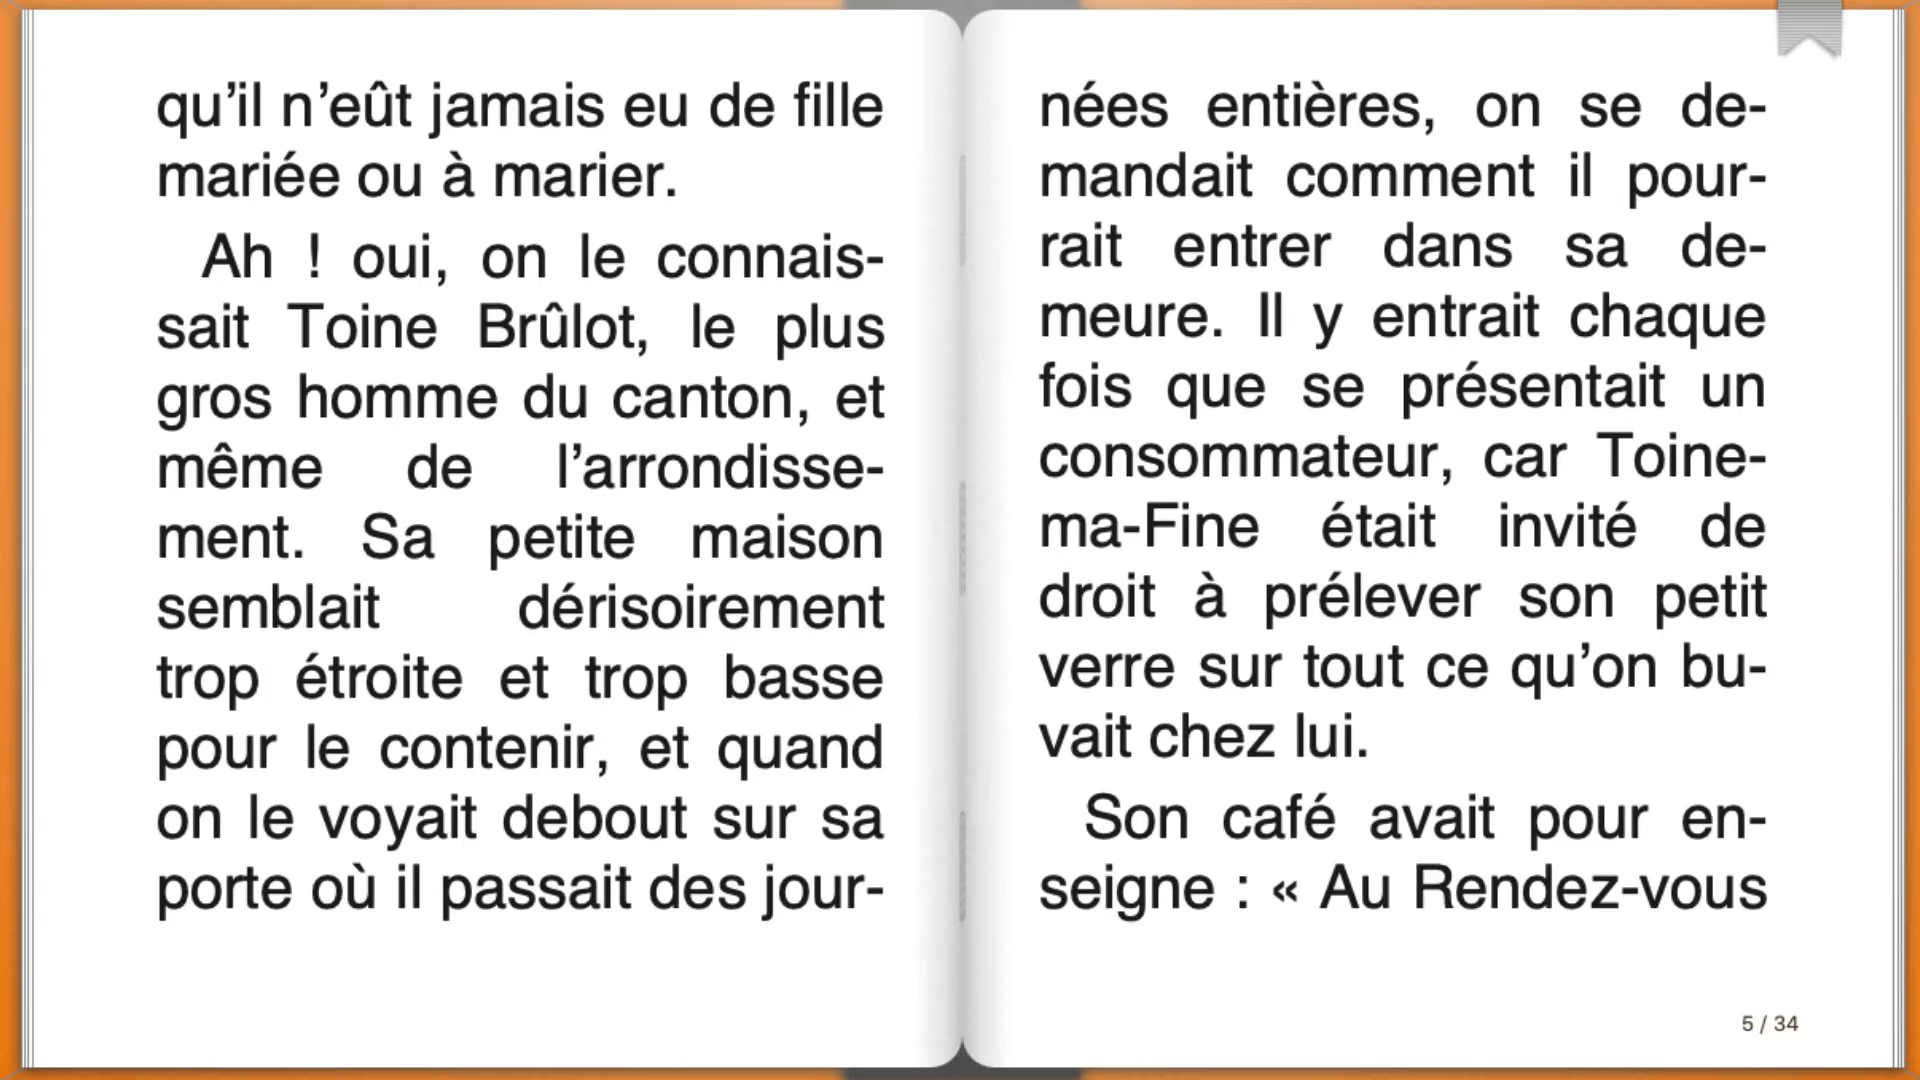 qu’il n’eût jamais eu de fille
mariée ou à marier.
Ah ! oui, on le connais-
sait Toine Brûlot, le plus
gros homme du canton, et
même de l’arrondisse-
ment. Sa petite maison
semblait dérisoirement
trop étroite et trop basse
pour le contenir, et quand
on le voyait debout sur sa
porte où il passait des jour-
nées entières, on se de-
mandait comment il pour-
rait entrer dans sa de-
meure. Il y entrait chaque
fois que se présentait un
consommateur, car Toine-
ma-Fine était invité de
droit à prélever son petit
verre sur tout ce qu’on bu-
vait chez lui.
Son café avait pour en-
seigne : « Au Rendez-vous
5 / 34